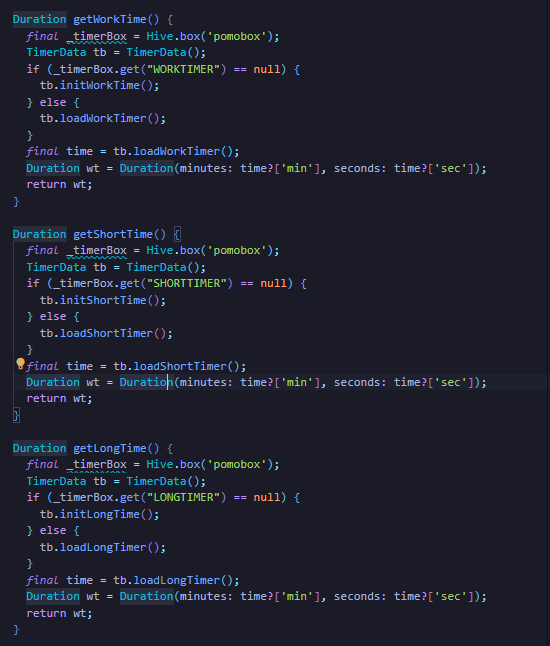 Duration getWorkTime() {
  final _timerBox = Hive.box('pomobox');
  TimerData tb = TimerData();
  if (_timerBox.get("WORKTIMER") == null) {
    tb.initWorkTime();
  } else {
    tb.loadWorkTimer();
  }
  final time = tb.loadWorkTimer();
  Duration wt = Duration(minutes: time?['min'], seconds: time?['sec']);
  return wt;
}

Duration getShortTime() {
  final _timerBox = Hive.box('pomobox');
  TimerData tb = TimerData();
  if (_timerBox.get("SHORTTIMER") == null) {
    tb.initShortTime();
  } else {
    tb.loadShortTimer();
  }
  final time = tb.loadShortTimer();
  Duration wt = Duration(minutes: time?['min'], seconds: time?['sec']);
  return wt;
}

Duration getLongTime() {
  final _timerBox = Hive.box('pomobox');
  TimerData tb = TimerData();
  if (_timerBox.get("LONGTIMER") == null) {
    tb.initLongTime();
  } else {
    tb.loadLongTimer();
  }
  final time = tb.loadLongTimer();
  Duration wt = Duration(minutes: time?['min'], seconds: time?['sec']);
  return wt;
}